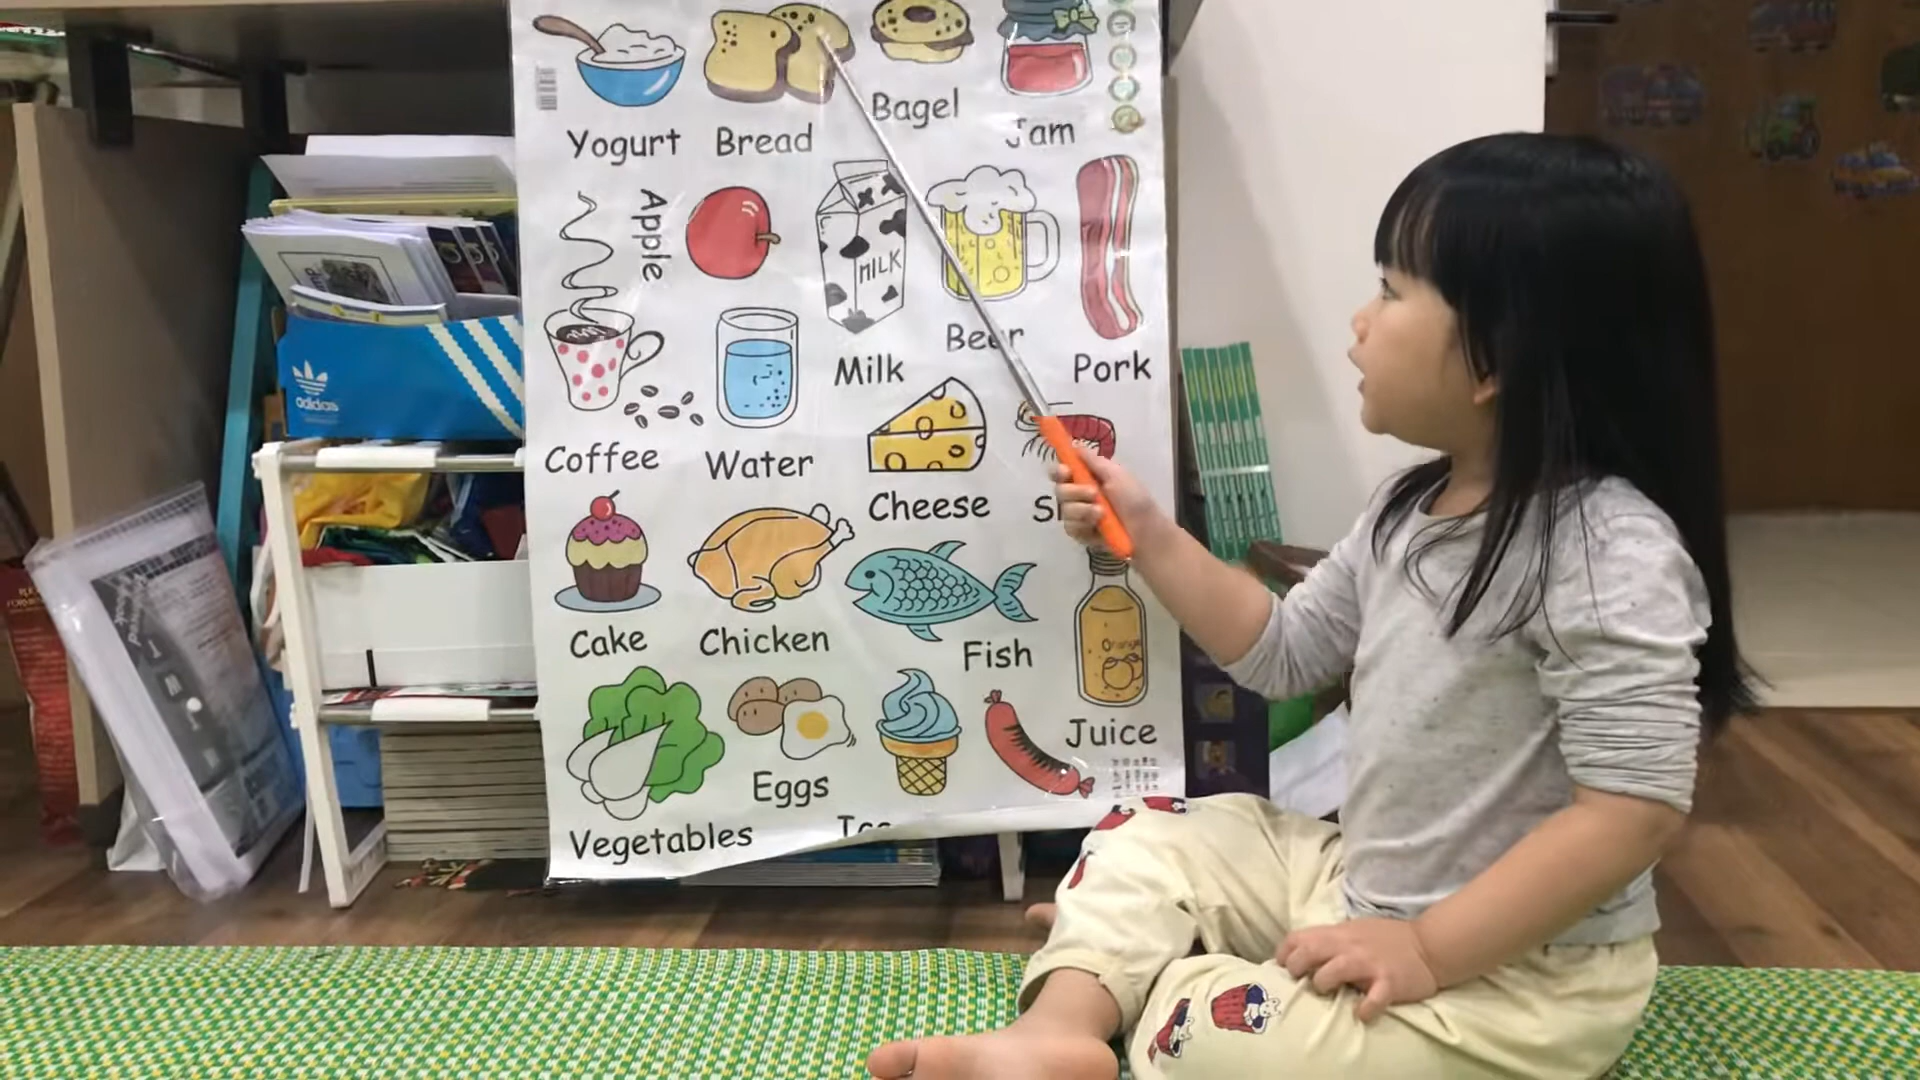 Yogurt
Bread
Bagel
Jam
Apple
MILK
Milk
Beer
Pork
Coffee
Water
Cheese
Cake
Chicken
Fish
Orange
Juice
Eggs
Vegetables
adidas